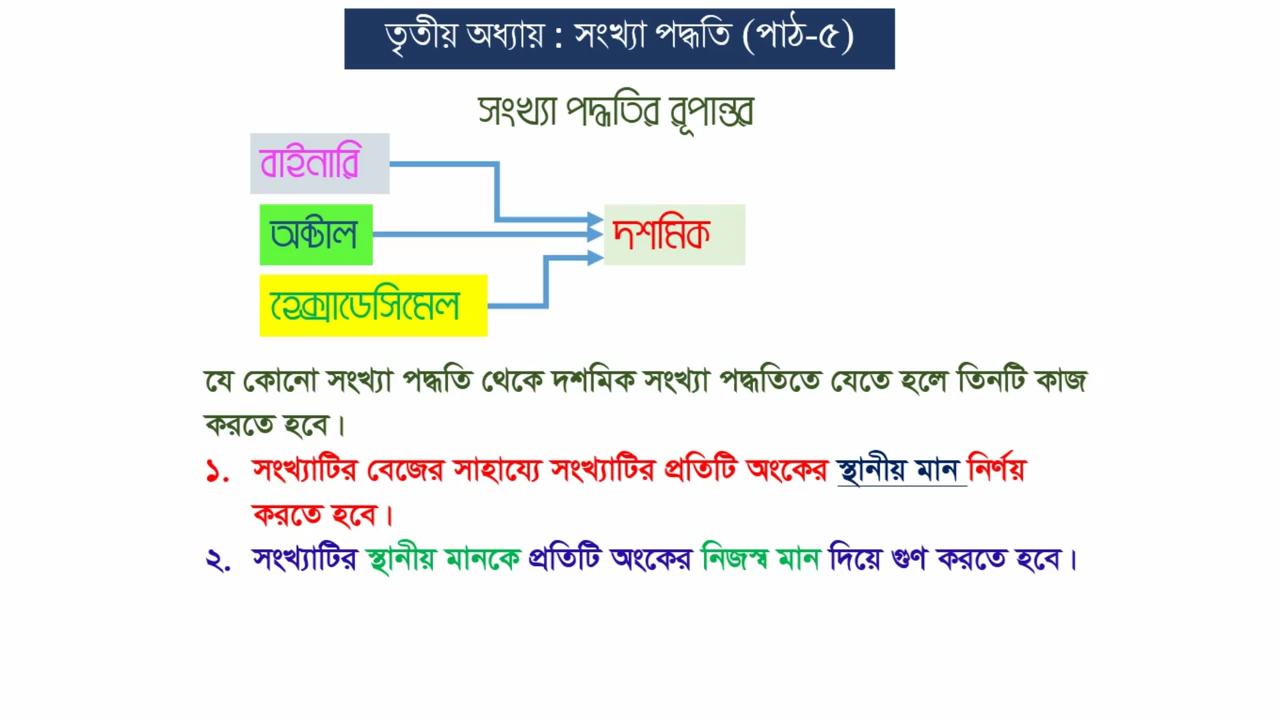 তৃতীয় অধ্যায় : সংখ্যা পদ্ধতি (পাঠ-৫)
সংখ্যা পদ্ধতির রূপান্তর
বাইনারি
অক্টাল
দশমিক
হেক্সাডেসিমেল
যে কোনো সংখ্যা পদ্ধতি থেকে দশমিক সংখ্যা পদ্ধতিতে যেতে হলে তিনটি কাজ
করতে হবে।
১. সংখ্যাটির বেজের সাহায্যে সংখ্যাটির প্রতিটি অংকের স্থানীয় মান নির্ণয়
করতে হবে।
২. সংখ্যাটির স্থানীয় মানকে প্রতিটি অংকের নিজস্ব মান দিয়ে গুণ করতে হবে।